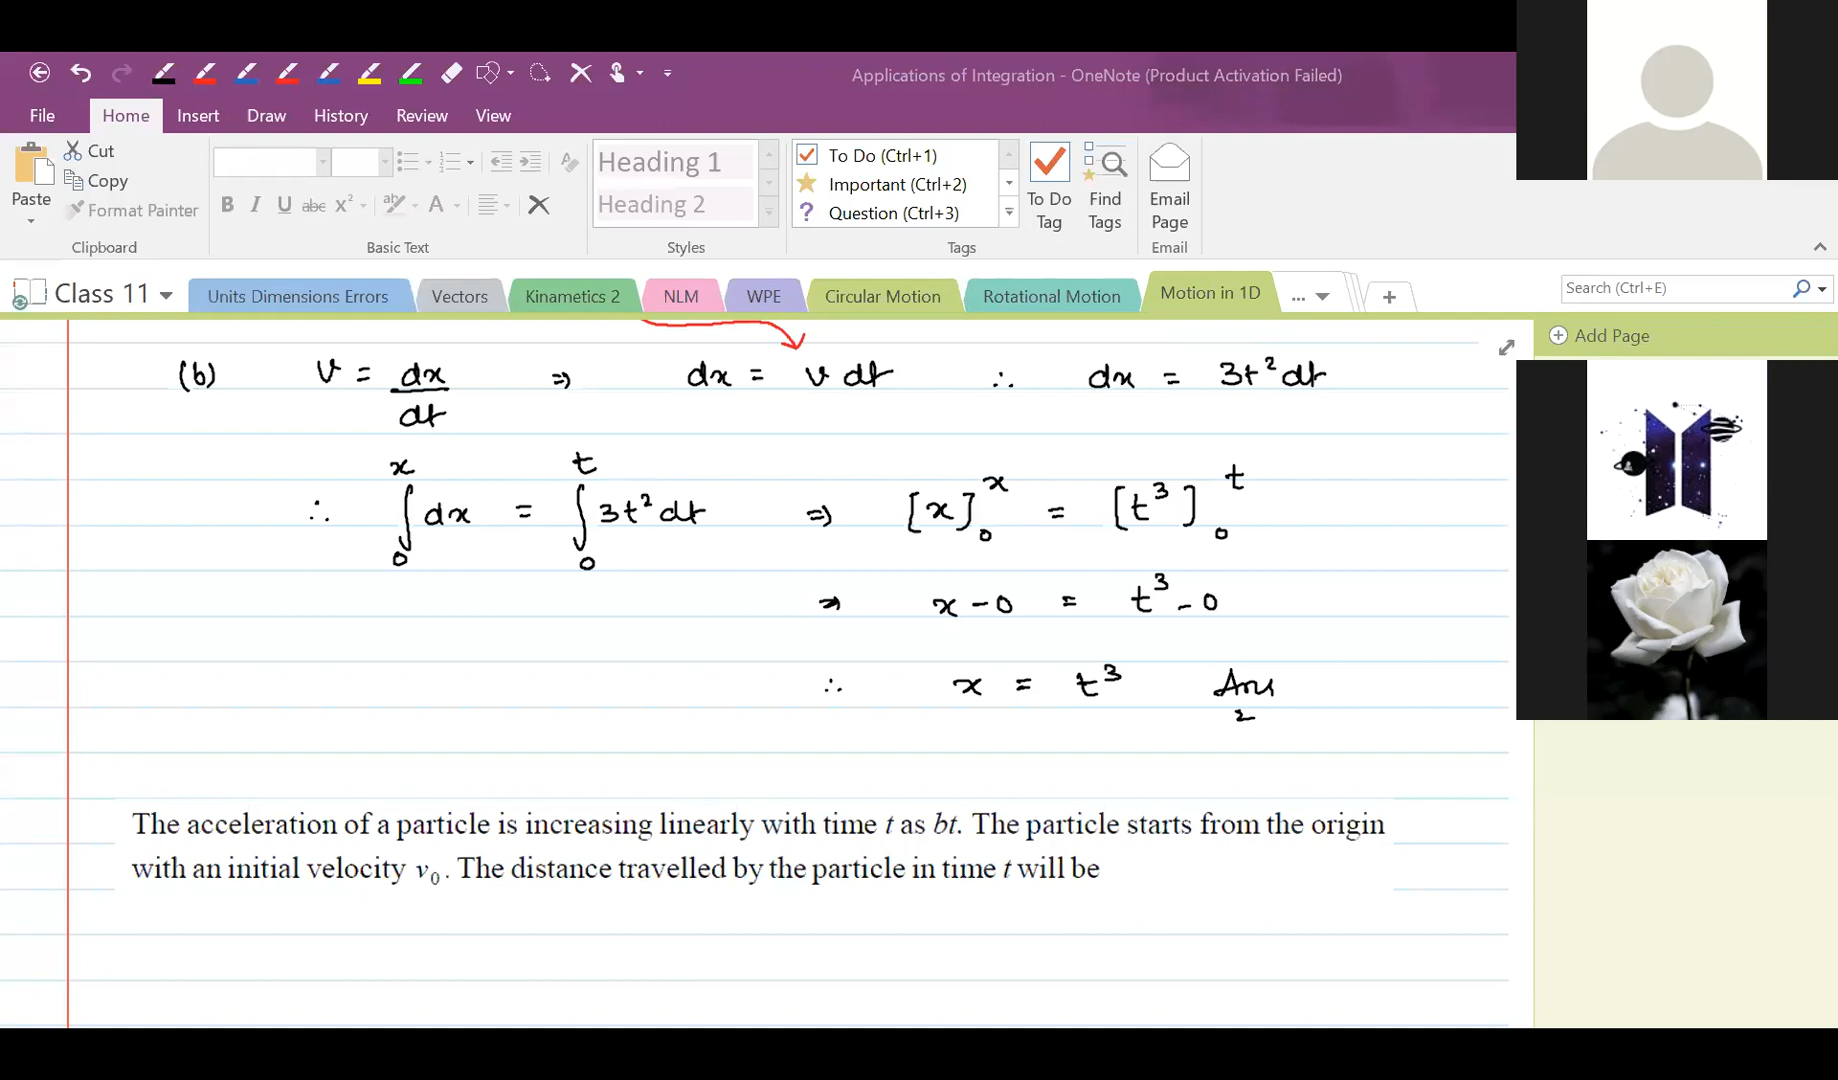 Applications of Integration - OneNote (Product Activation Failed)
File Home Insert Draw History Review View
Paste
Cut
Copy
Format Painter
Clipboard
B I U abc x² A
Basic Text
Heading 1
Heading 2
Styles
To Do (Ctrl+1)
Important (Ctrl+2)
? Question (Ctrl+3)
Tags
To Do Tag
Find Tags
Email Page
Email
Class 11 Units Dimensions Errors Vectors Kinametics 2 NLM WPE Circular Motion Rotational Motion Motion in 1D ... +
Search (Ctrl+E)
Add Page
(b) v = dx/dt ⇒ dx = v dt ∴ dx = 3t² dt
∴ ∫₀ˣ dx = ∫₀ᵗ 3t² dt ⇒ [x]₀ˣ = [t³]₀ᵗ
⇒ x - 0 = t³ - 0
∴ x = t³ Ans
The acceleration of a particle is increasing linearly with time t as bt. The particle starts from the origin
with an initial velocity v₀. The distance travelled by the particle in time t will be